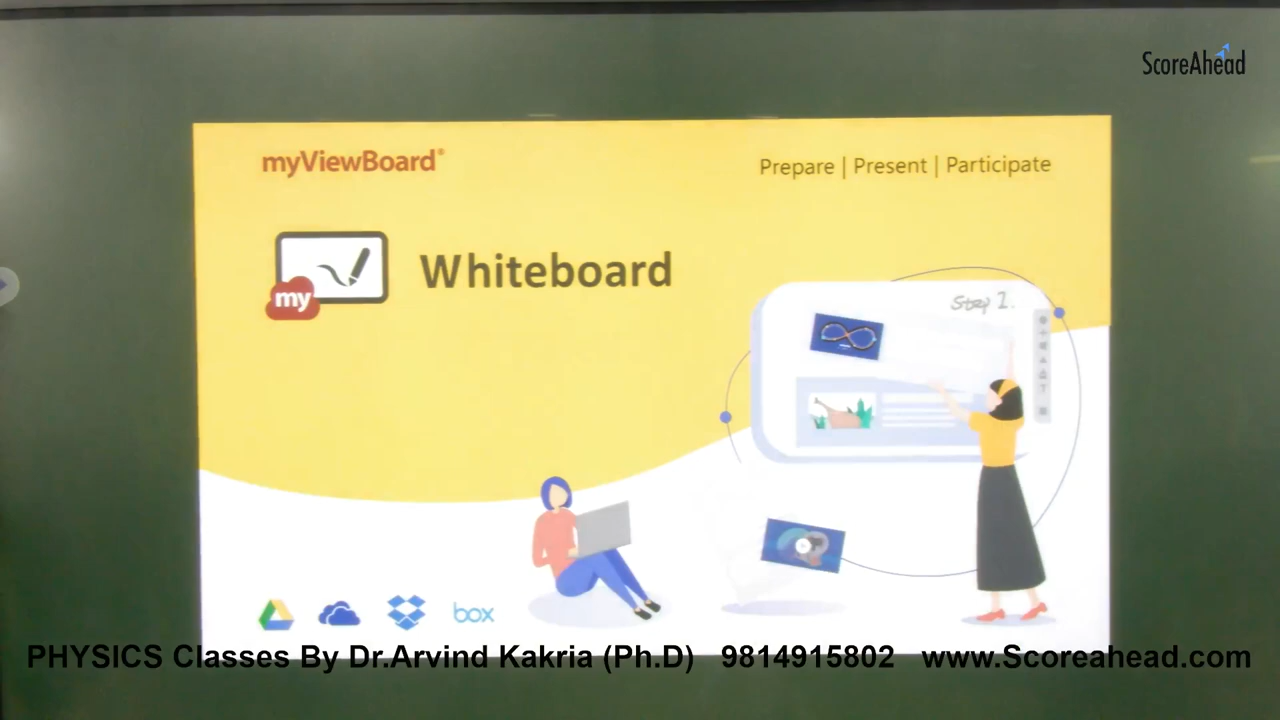 ScoreAhead
myViewBoard®
Prepare | Present | Participate
my
Whiteboard
Step 1.
box
PHYSICS Classes By Dr.Arvind Kakria (Ph.D) 9814915802 www.Scoreahead.com